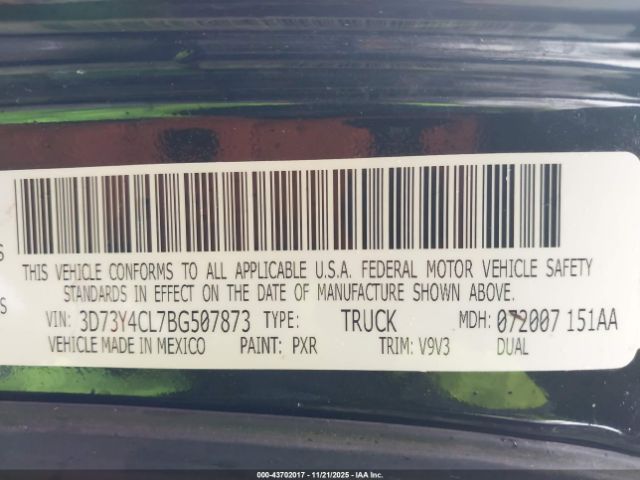 S
THIS VEHICLE CONFORMS TO ALL APPLICABLE U.S.A. FEDERAL MOTOR VEHICLE SAFETY
STANDARDS IN EFFECT ON THE DATE OF MANUFACTURE SHOWN ABOVE.
S
VIN: 3D73Y4CL7BG507873 TYPE: TRUCK MDH: 072007 151AA
VEHICLE MADE IN MEXICO PAINT: PXR TRIM: V9V3 DUAL
000-43702017 - 11/21/2025 - IAA Inc.